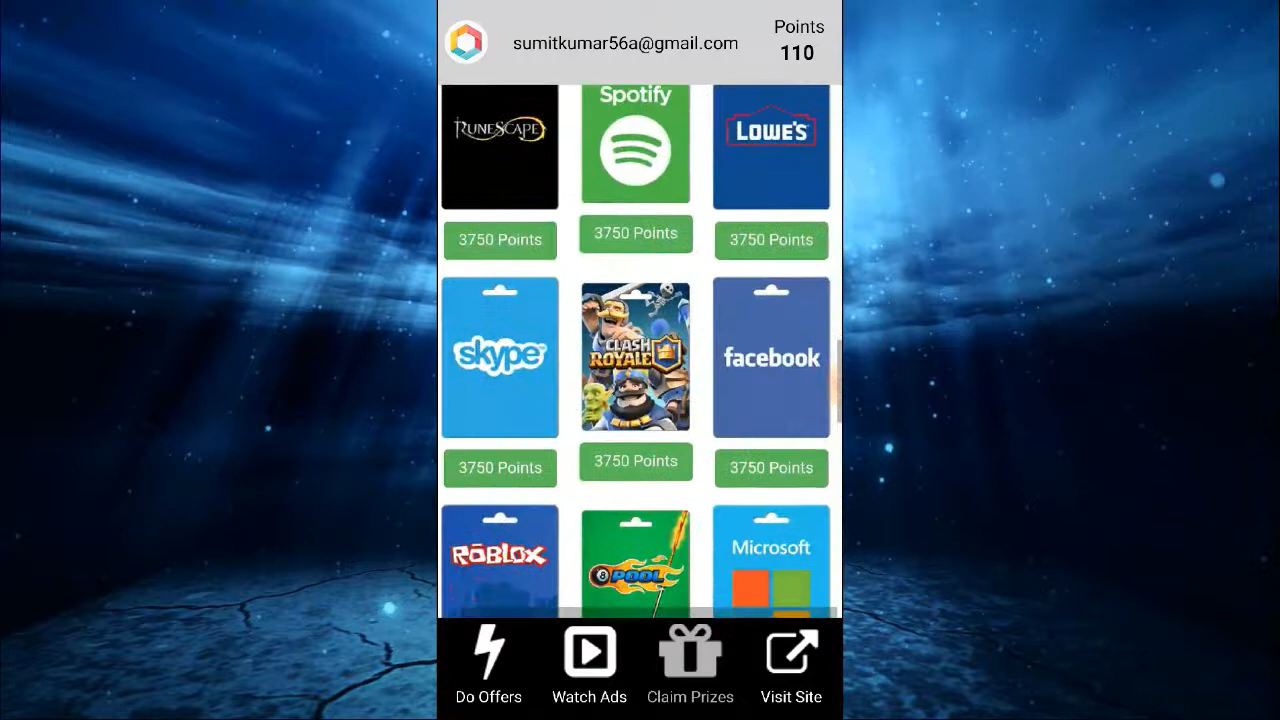 sumitkumar56a@gmail.com
Points
110
RUNESCAPE
Spotify
LOWE'S
3750 Points
3750 Points
3750 Points
skype
CLASH
ROYALE
facebook
3750 Points
3750 Points
3750 Points
ROBLOX
8 POOL
Microsoft
Do Offers
Watch Ads
Claim Prizes
Visit Site